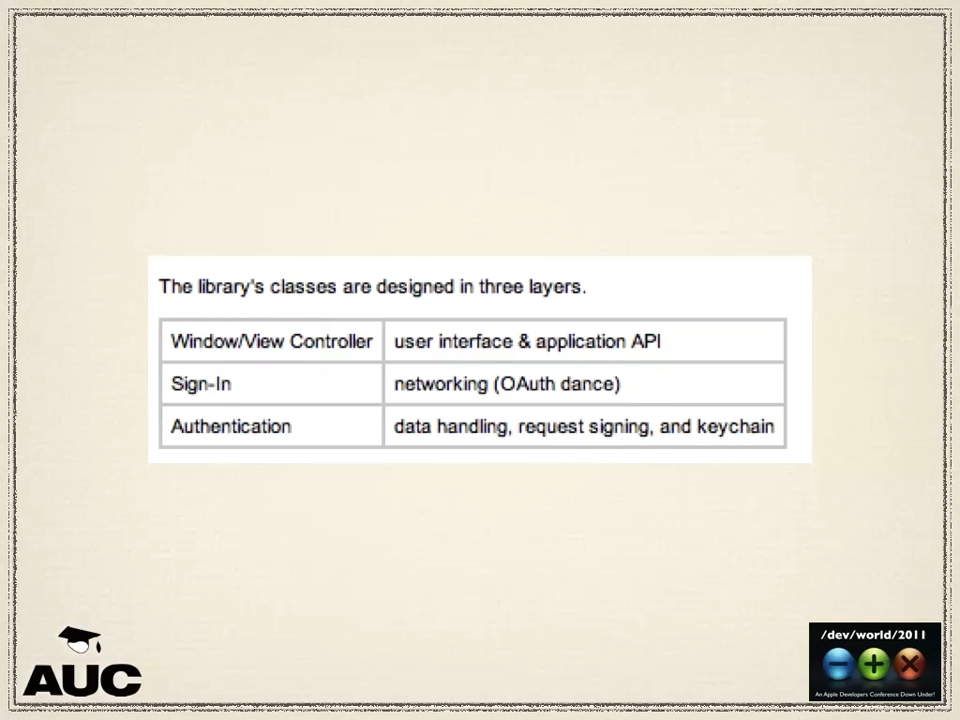 The library's classes are designed in three layers.
Window/View Controller user interface & application API
Sign-In networking (OAuth dance)
Authentication data handling, request signing, and keychain
AUC
/dev/world/2011
An Apple Developers Conference Down Under!